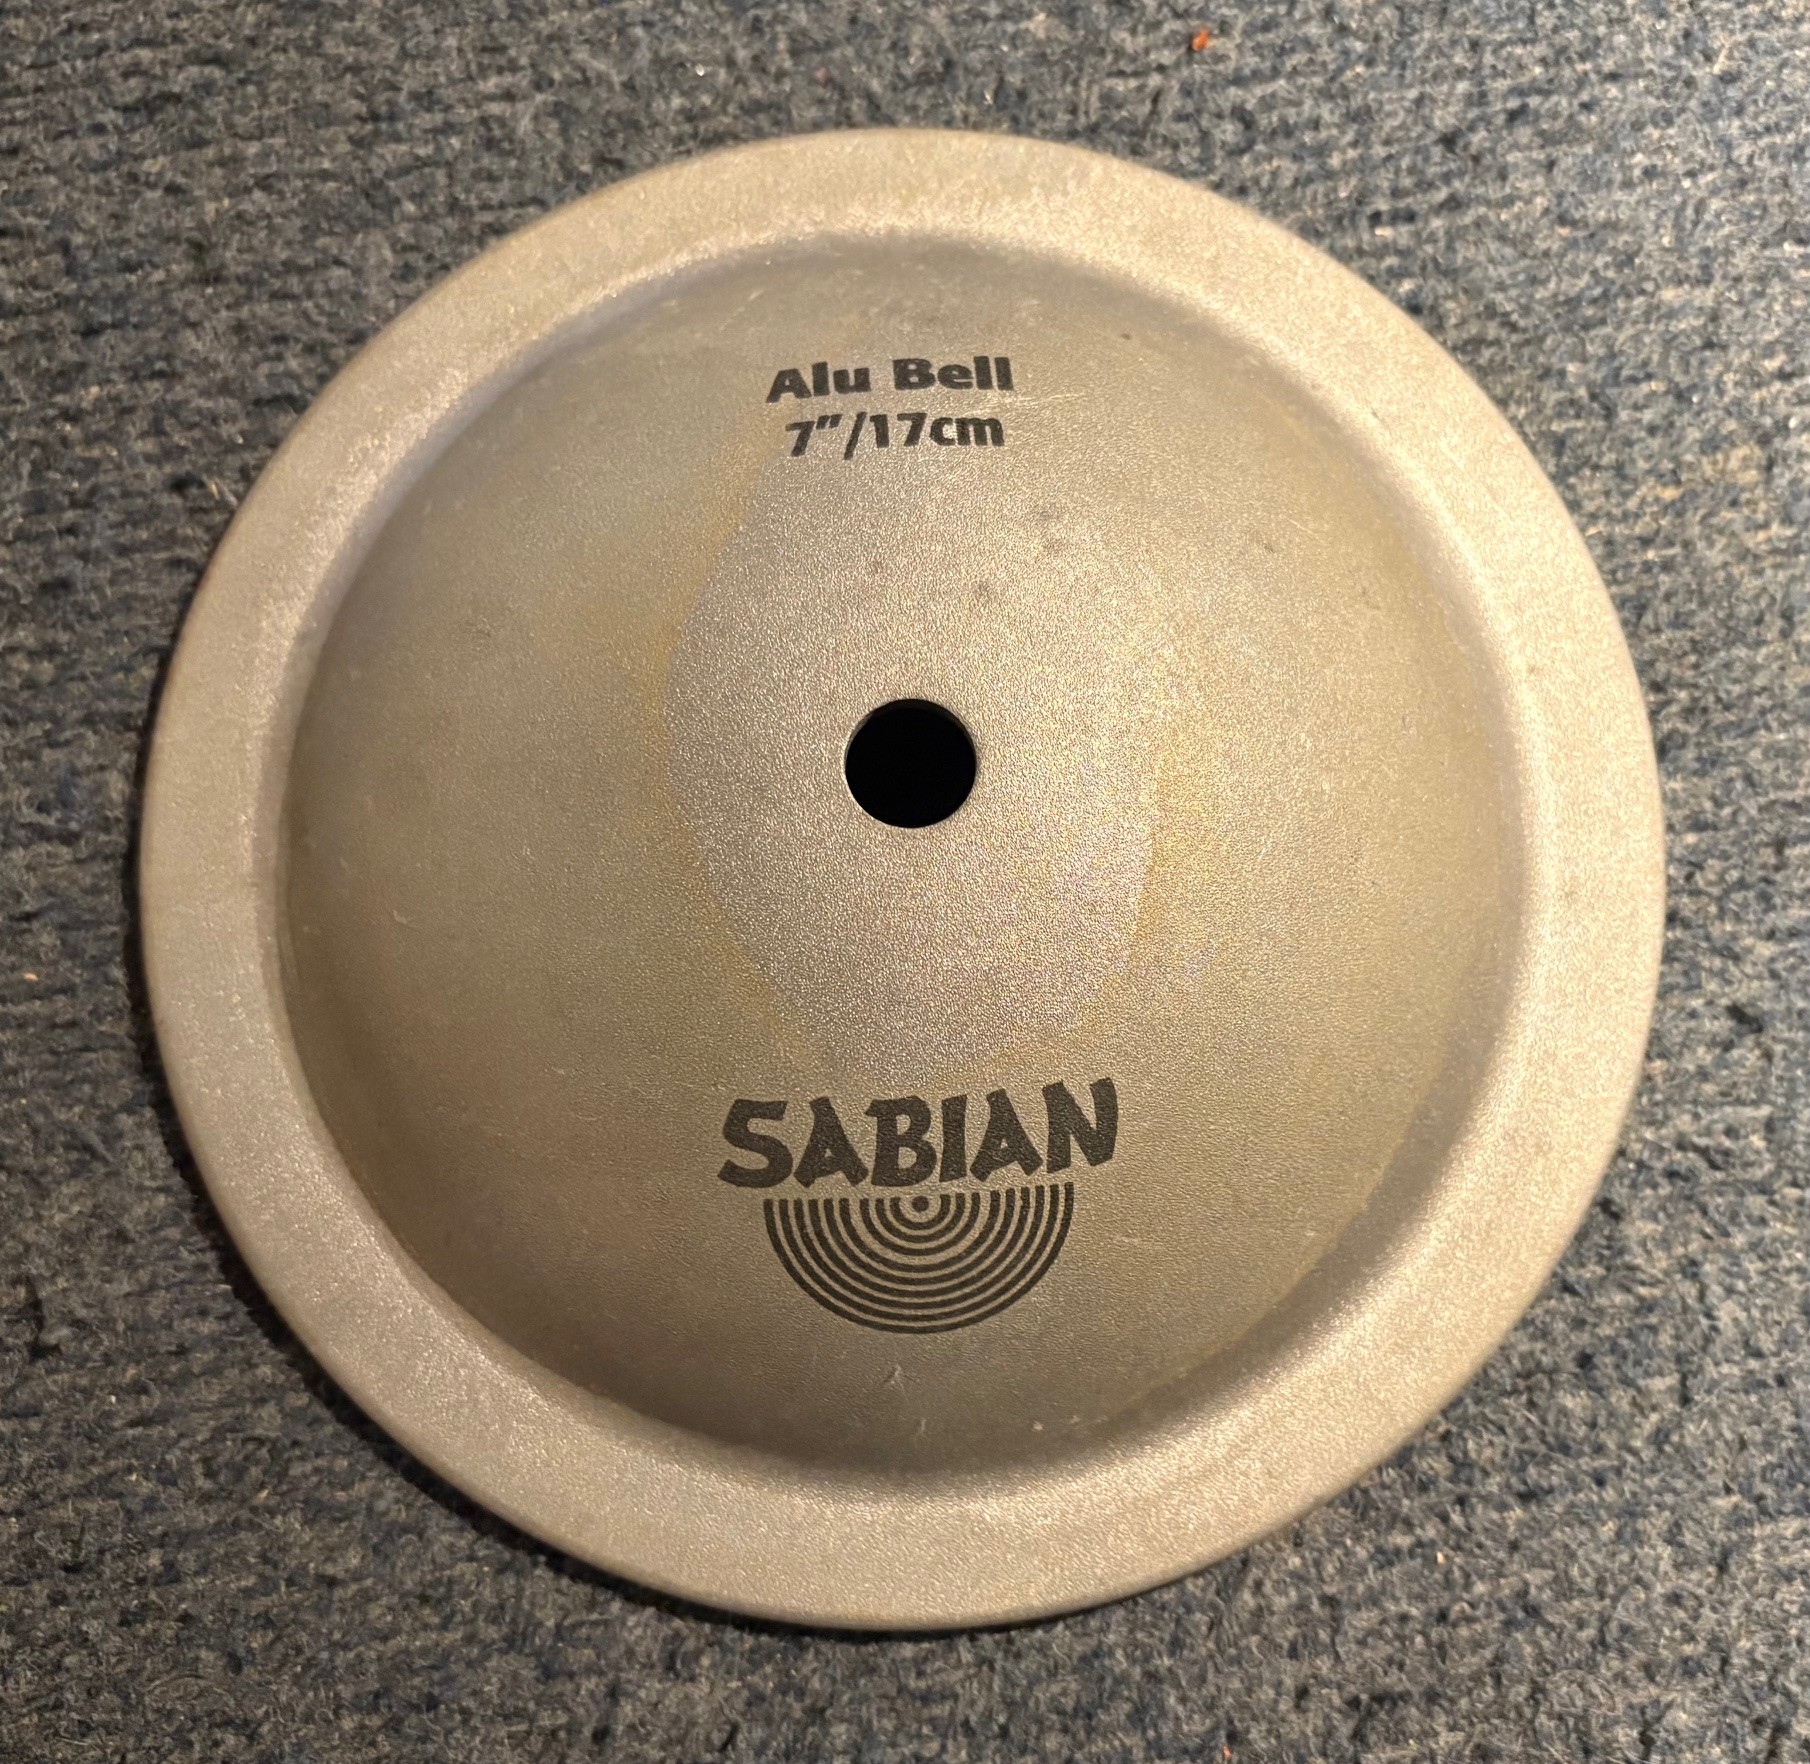 Alu Bell
7"/17cm
SABIAN